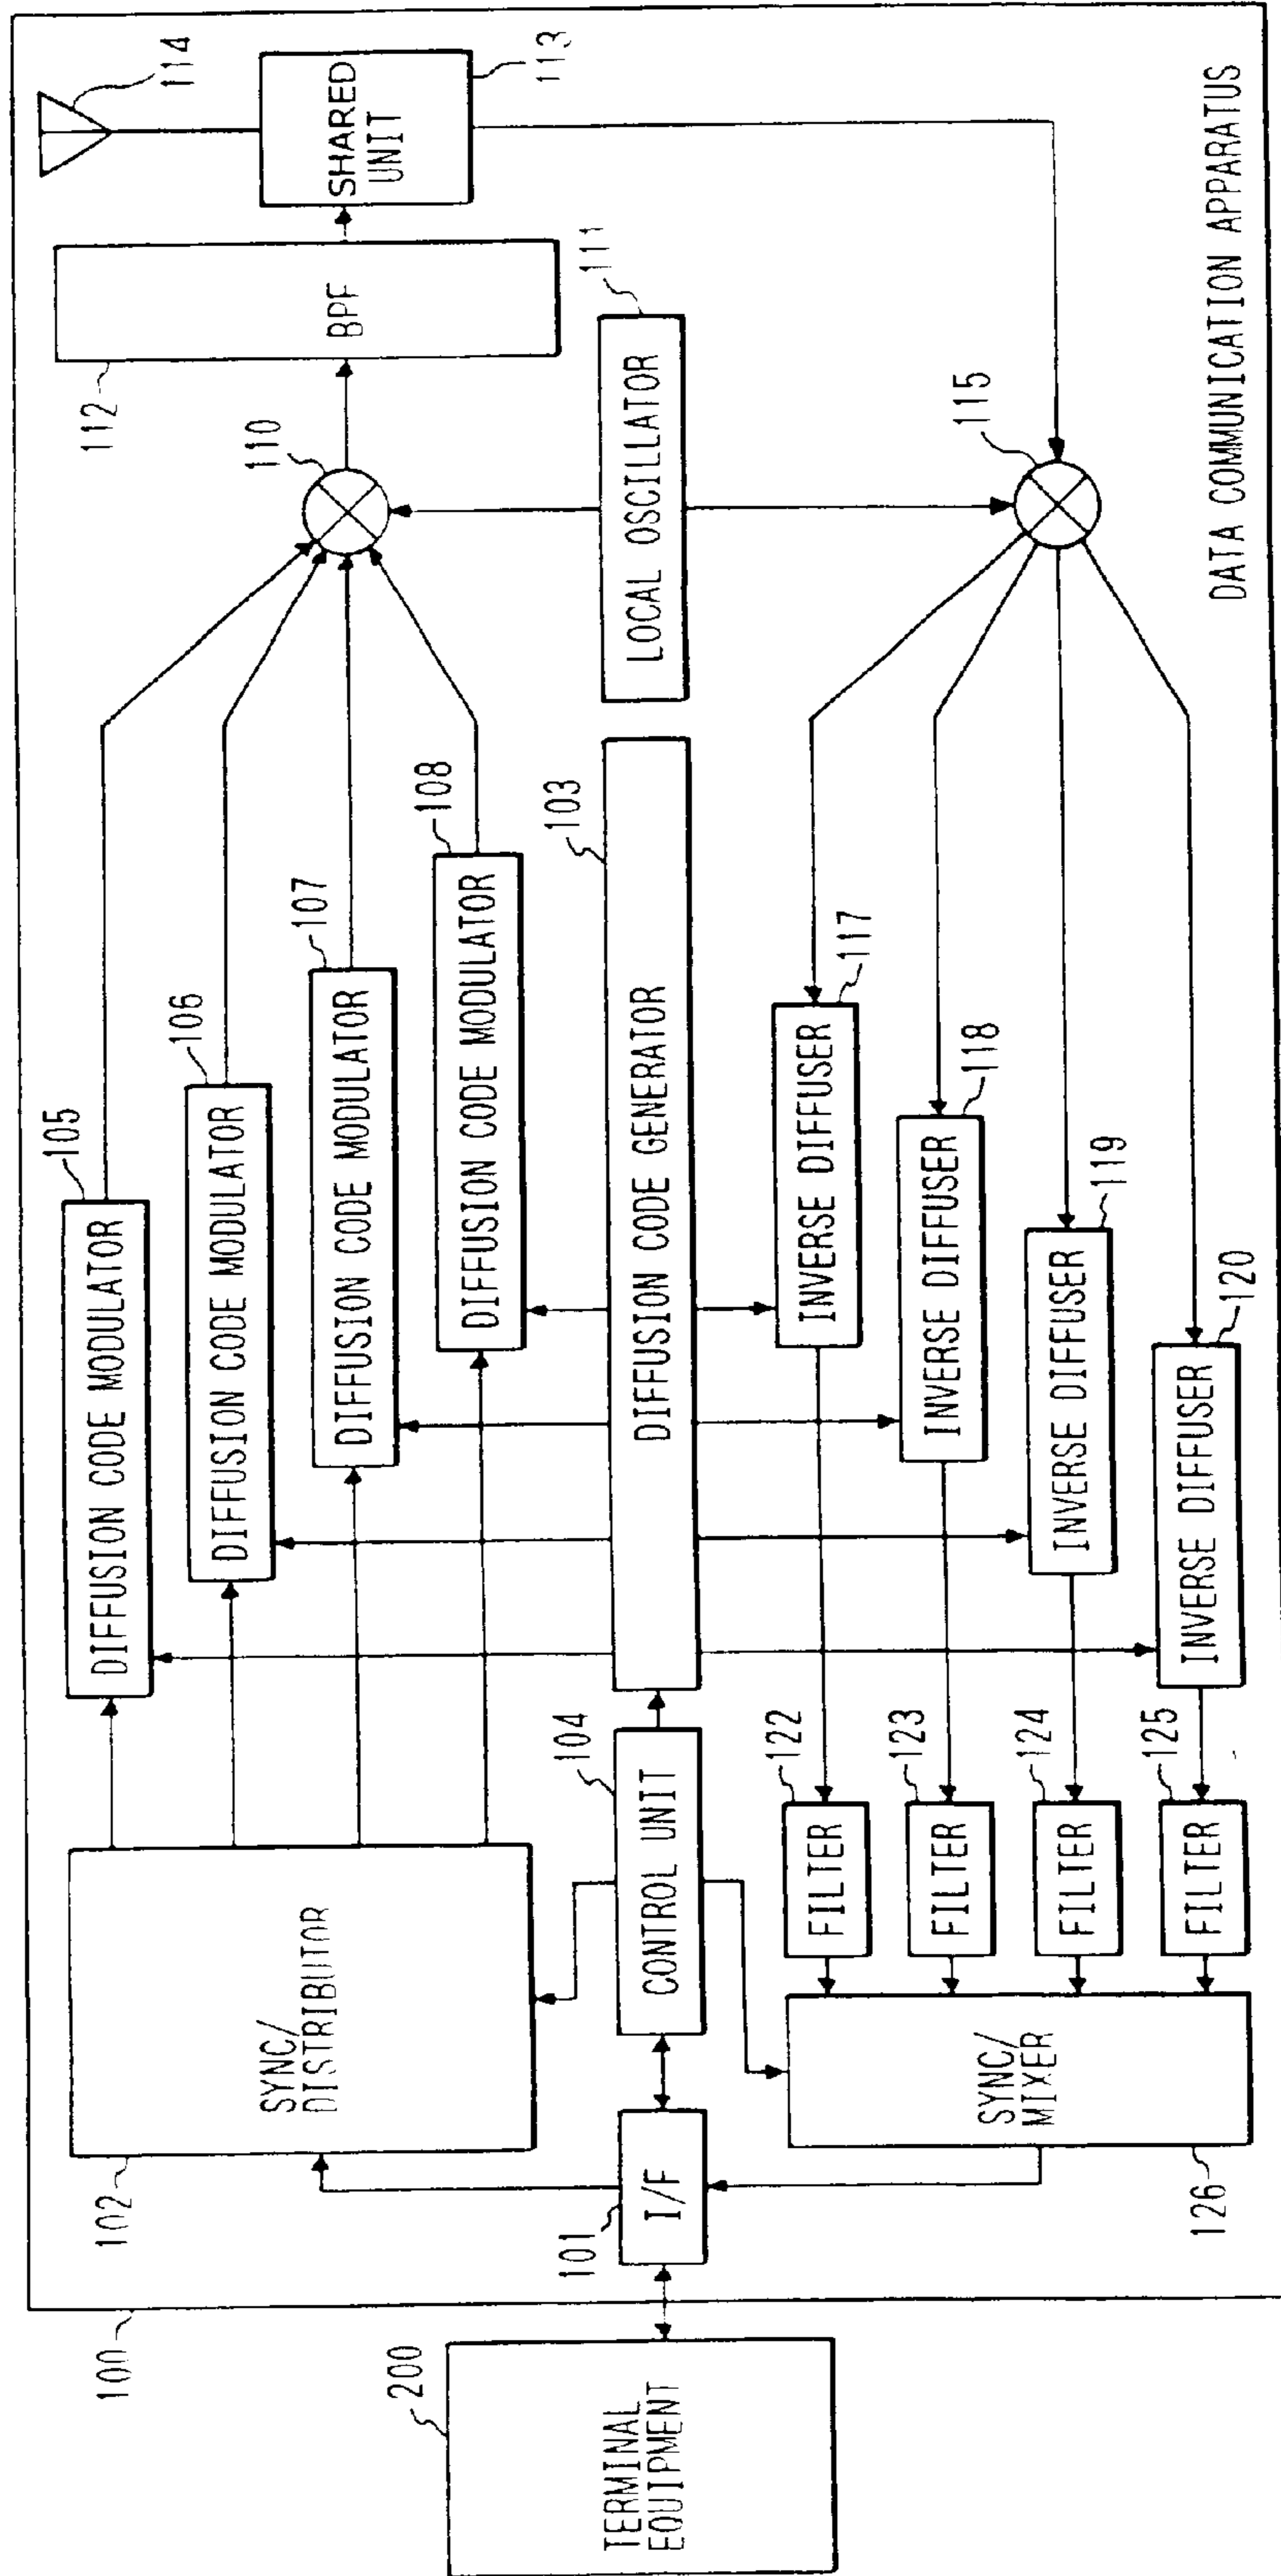 114
SHARED
UNIT
113
112
BPF
110
LOCAL OSCILLATOR
111
115
105
DIFFUSION CODE MODULATOR
106
DIFFUSION CODE MODULATOR
107
DIFFUSION CODE MODULATOR
108
DIFFUSION CODE MODULATOR
103
DIFFUSION CODE GENERATOR
117
INVERSE DIFFUSER
118
INVERSE DIFFUSER
119
INVERSE DIFFUSER
120
INVERSE DIFFUSER
102
SYNC/
DISTRIBUTOR
104
CONTROL UNIT
101
I/F
122
FILTER
123
FILTER
124
FILTER
125
FILTER
SYNC/
MIXER
126
100
200
TERMINAL
EQUIPMENT
DATA COMMUNICATION APPARATUS